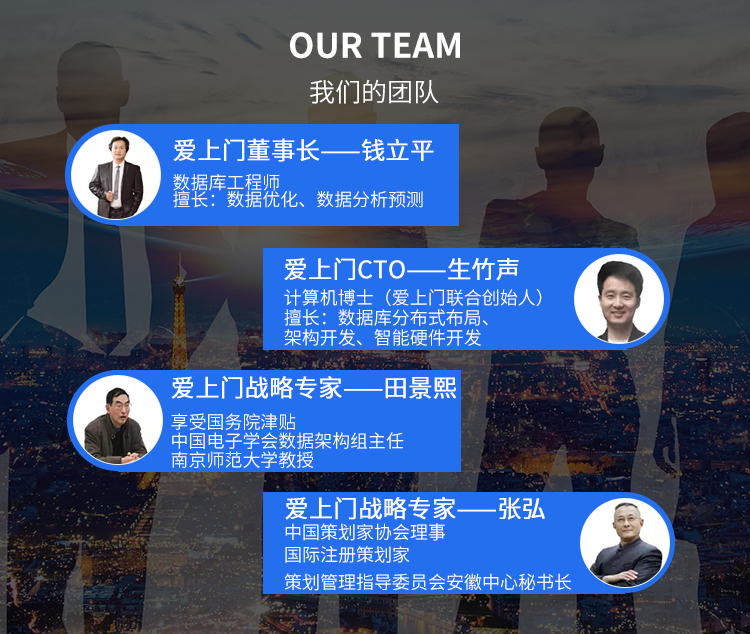 OUR TEAM
我们的团队
爱上门董事长——钱立平
数据库工程师
擅长：数据优化、数据分析预测
爱上门CTO——生竹声
计算机博士（爱上门联合创始人）
擅长：数据库分布式布局、
架构开发、智能硬件开发
爱上门战略专家——田景熙
享受国务院津贴
中国电子学会数据架构组主任
南京师范大学教授
爱上门战略专家——张弘
中国策划家协会理事
国际注册策划家
策划管理指导委员会安徽中心秘书长